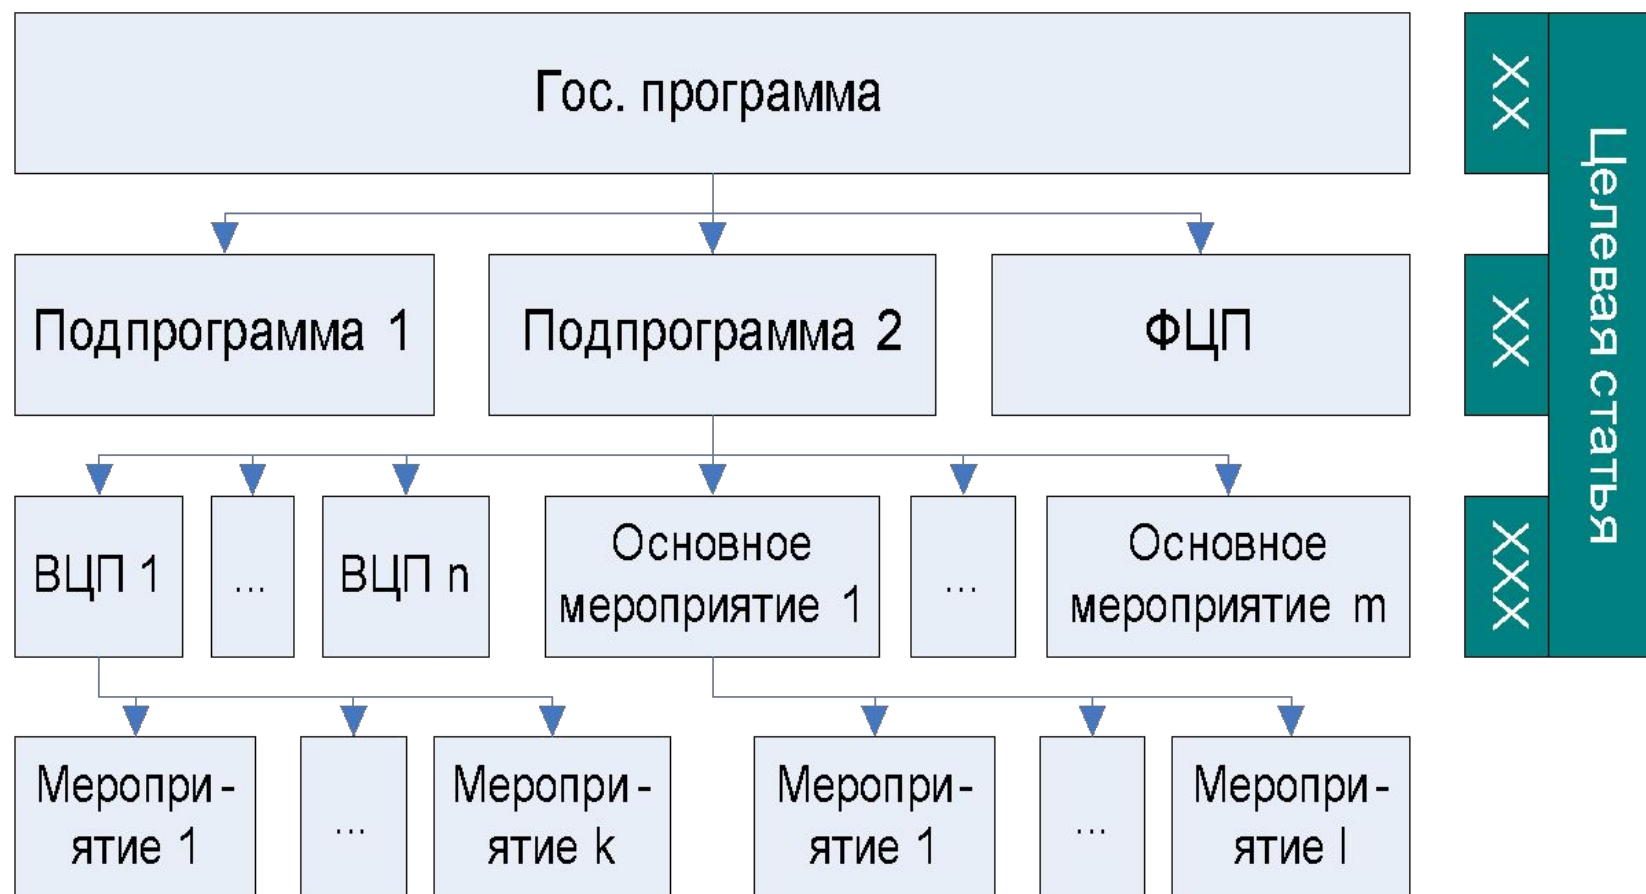 Гос. программа
XX
Целевая статья
Подпрограмма 1
Подпрограмма 2
ФЦП
XX
ВЦП 1
...
ВЦП n
Основное
мероприятие 1
...
Основное
мероприятие m
XXX
Меропри-
ятие 1
...
Меропри-
ятие k
Меропри-
ятие 1
...
Меропри-
ятие l